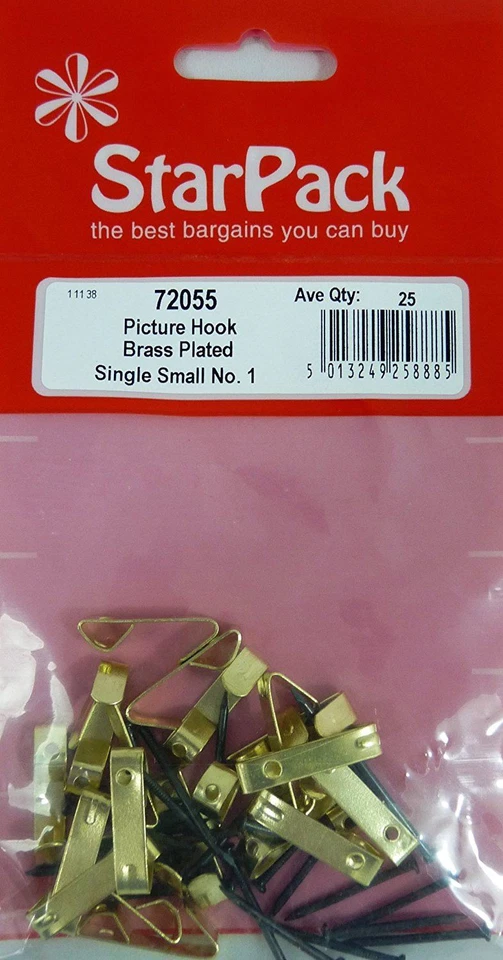 StarPack
the best bargains you can buy
11138 72055 Ave Qty: 25
Picture Hook
Brass Plated
Single Small No. 1
5 013249 258885